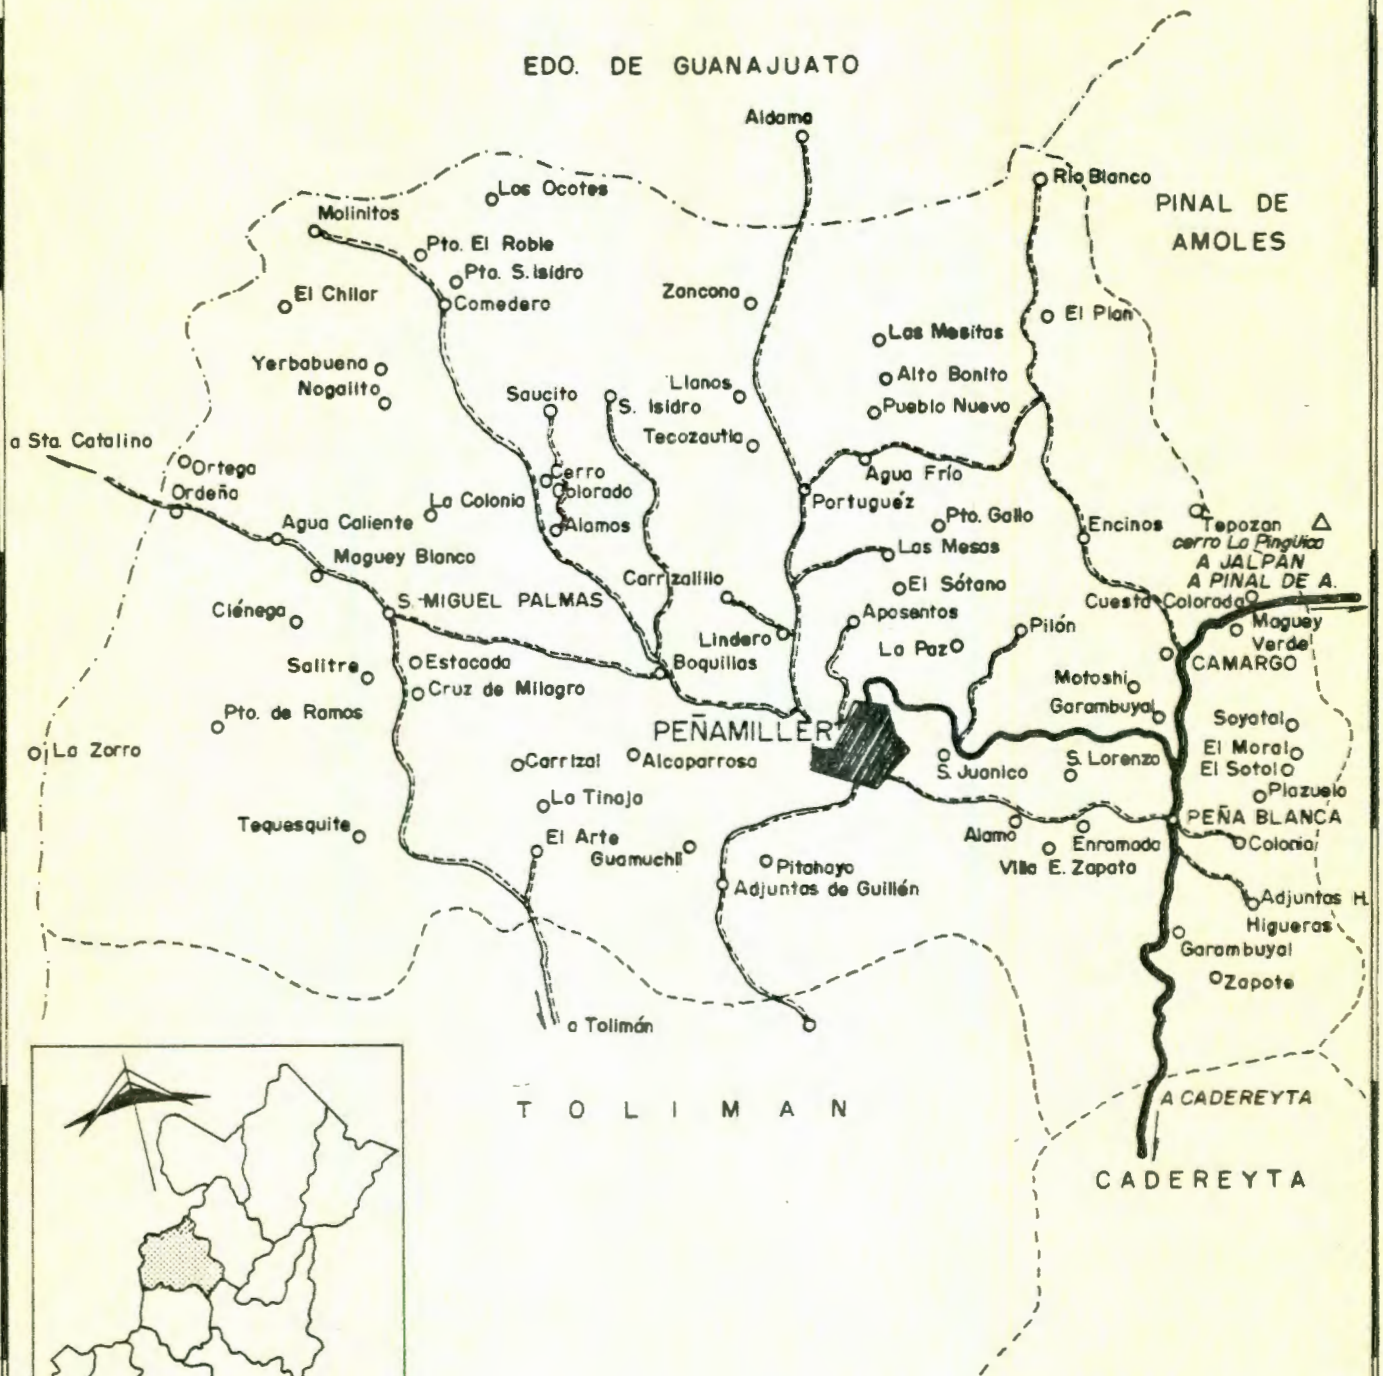 EDO. DE GUANAJUATO
Aldama
Río Blanco
Los Ocotes
PINAL DE
AMOLES
Molinitos
Pto. El Roble
Pto. S. Isidro
El Chilar
Comedero
Zancona
El Plan
Las Mesitas
Yerbabuena
Alto Bonito
Nogalito
Saucito
S. Isidro
Llanos
Pueblo Nuevo
Tecozautla
a Sta. Catalino
Ortega
Cerro
Colorado
Agua Frío
Ordeña
La Colonia
Portuguéz
Agua Caliente
Alamos
Pto. Gallo
Encinos
Tepozan
cerro La Pingüica
Maguey Blanco
Las Mesas
A JALPAN
A PINAL DE A.
Carrizalillo
El Sótano
Cuesta Colorada
S. MIGUEL PALMAS
Ciénega
Aposentos
Maguey
Verde
Lindero
Pilón
La Paz
Salitre
Estacada
Boquillas
CAMARGO
Cruz de Milagro
Motoshi
Garambuyal
Pto. de Ramos
PEÑAMILLER
Soyatal
La Zorro
Carrizal
Alcaparrosa
S. Juanico
S. Lorenzo
El Moral
El Sotol
La Tinaja
Plazuela
Tequesquite
El Arte
Alamo
Enramada
PEÑA BLANCA
Guamuchil
Pitahaya
Villa E. Zapata
Colonia
Adjuntas de Guillén
Adjuntas H.
Higueras
Garambuyal
Zapote
a Tolimán
TOLIMAN
A CADEREYTA
CADEREYTA